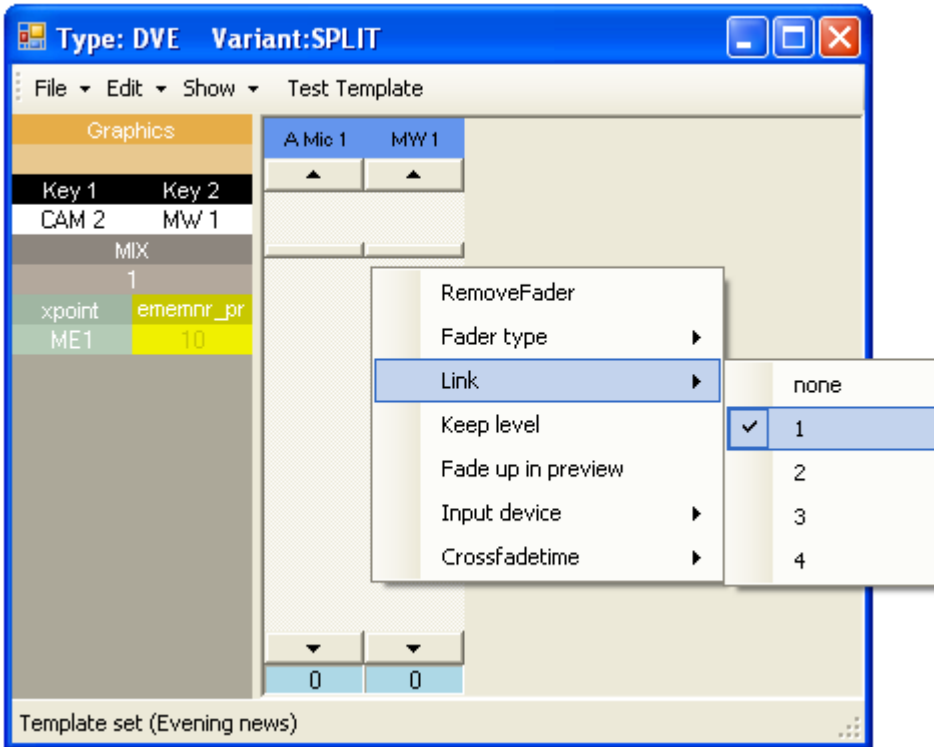 Type: DVE Variant:SPLIT
File Edit Show Test Template
Graphics
A Mic 1 MW 1
Key 1 Key 2
CAM 2 MW 1
MIX
1
xpoint ememnr_pr
ME1 10
RemoveFader
Fader type
Link
Keep level
Fade up in preview
Input device
Crossfadetime
none
1
2
3
4
0 0
Template set (Evening news)